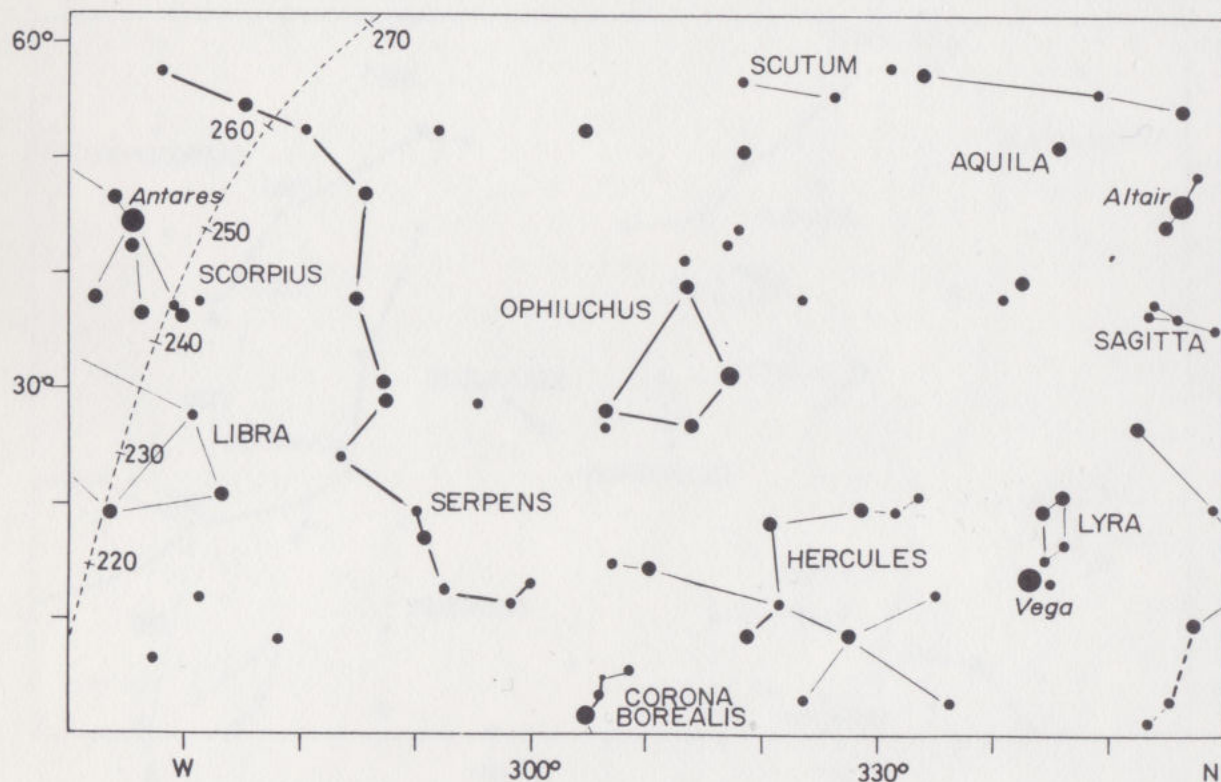 60°
270
SCUTUM
260
AQUILA
Antares
Altair
250
SCORPIUS
OPHIUCHUS
240
SAGITTA
30°
LIBRA
230
SERPENS
LYRA
HERCULES
220
Vega
CORONA
BOREALIS
W
300°
330°
N